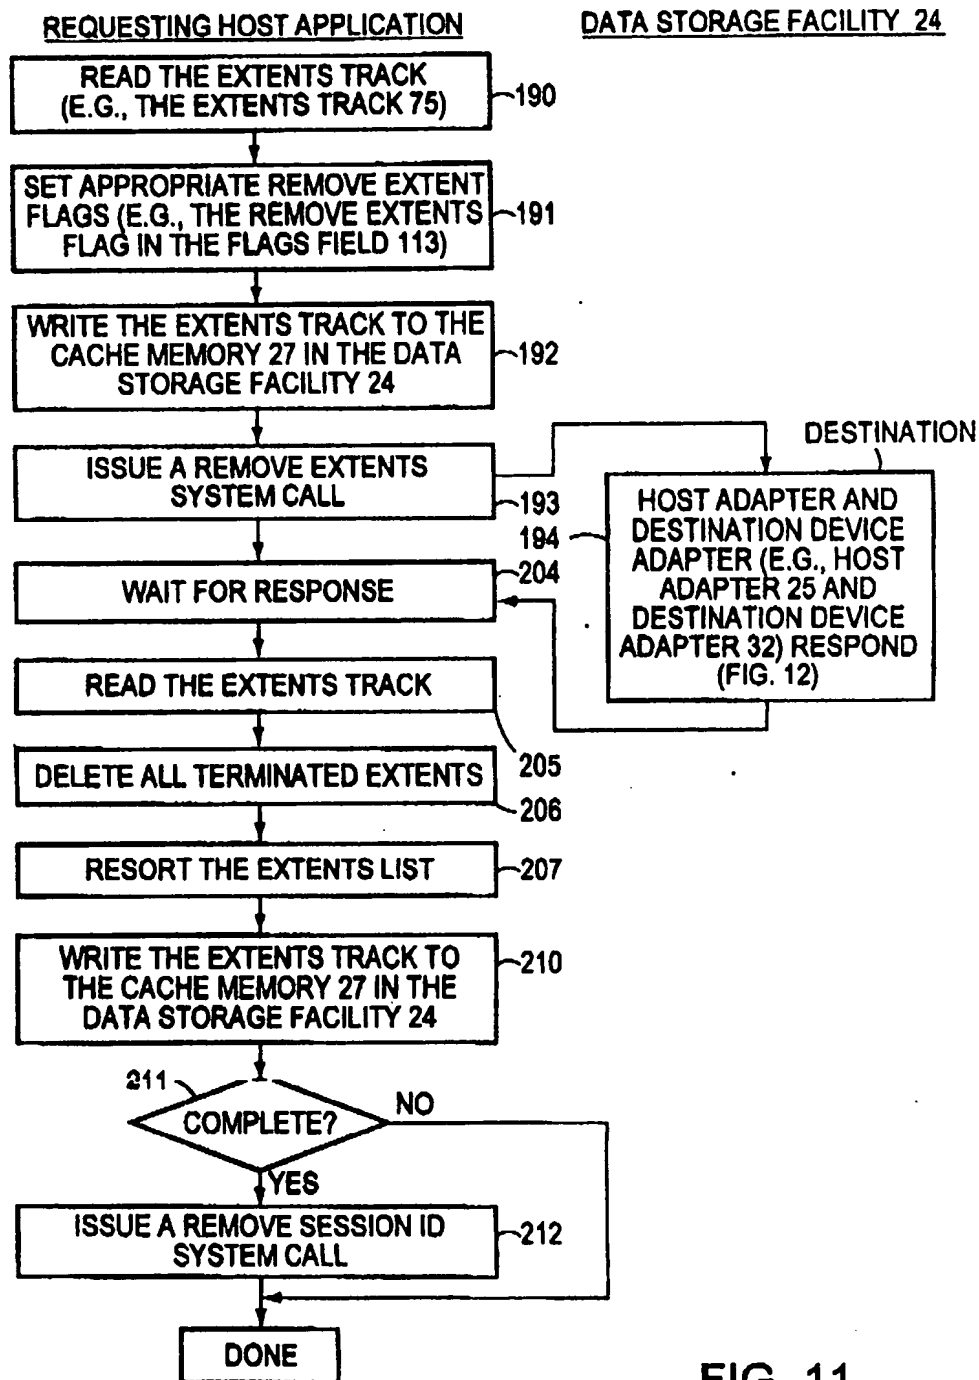 REQUESTING HOST APPLICATION
DATA STORAGE FACILITY 24
READ THE EXTENTS TRACK
(E.G., THE EXTENTS TRACK 75)
190
SET APPROPRIATE REMOVE EXTENT
FLAGS (E.G., THE REMOVE EXTENTS
FLAG IN THE FLAGS FIELD 113)
191
WRITE THE EXTENTS TRACK TO THE
CACHE MEMORY 27 IN THE DATA
STORAGE FACILITY 24
192
ISSUE A REMOVE EXTENTS
SYSTEM CALL
193
DESTINATION
194
HOST ADAPTER AND
DESTINATION DEVICE
ADAPTER (E.G., HOST
ADAPTER 25 AND
DESTINATION DEVICE
ADAPTER 32) RESPOND
(FIG. 12)
WAIT FOR RESPONSE
204
READ THE EXTENTS TRACK
205
DELETE ALL TERMINATED EXTENTS
206
RESORT THE EXTENTS LIST
207
WRITE THE EXTENTS TRACK TO
THE CACHE MEMORY 27 IN THE
DATA STORAGE FACILITY 24
210
211
COMPLETE?
NO
YES
ISSUE A REMOVE SESSION ID
SYSTEM CALL
212
DONE
FIG. 11